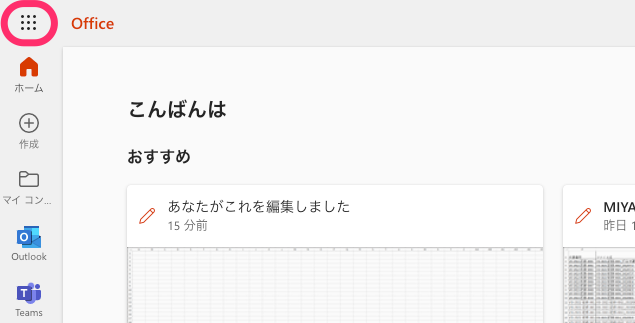 Office
ホーム
作成
マイ コン...
Outlook
Teams
こんばんは
おすすめ
あなたがこれを編集しました
15 分前
MIYA
昨日 1